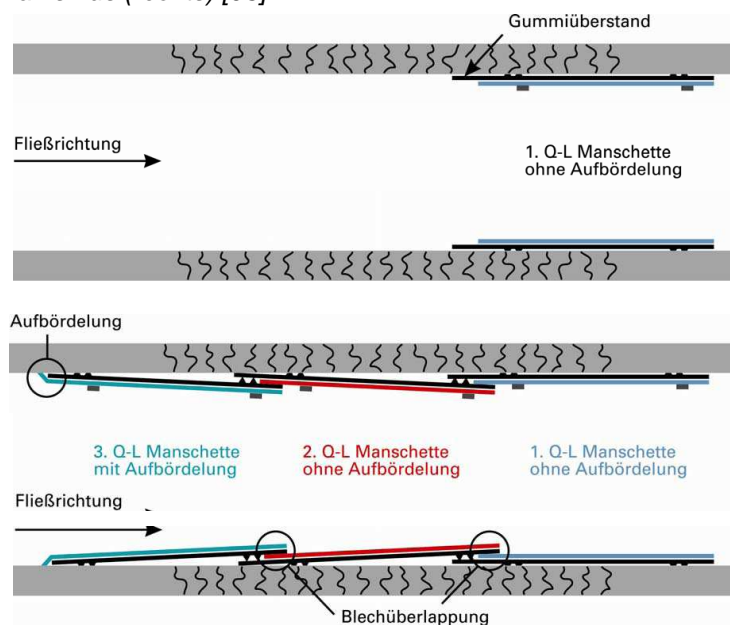 Gummiüberstand
Fließrichtung
1. Q-L Manschette
ohne Aufbördelung
Aufbördelung
3. Q-L Manschette
mit Aufbördelung
2. Q-L Manschette
ohne Aufbördelung
1. Q-L Manschette
ohne Aufbördelung
Fließrichtung
Blechüberlappung